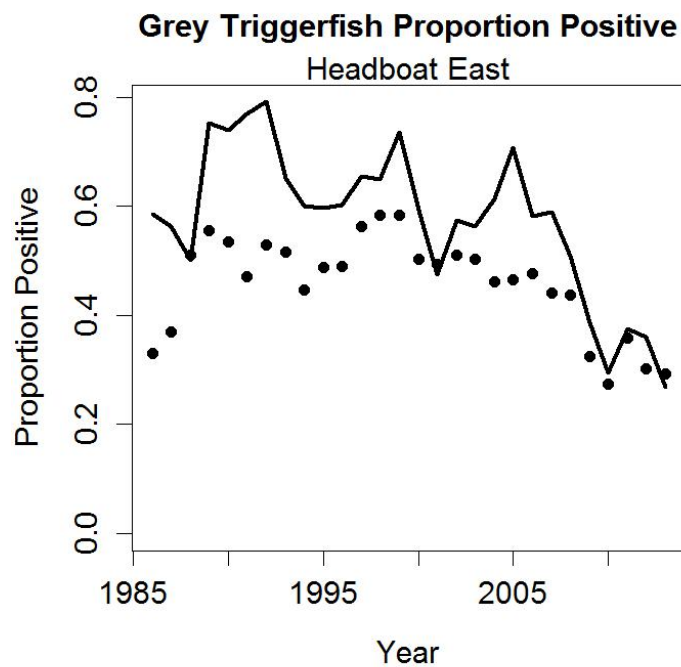 Grey Triggerfish Proportion Positive
Headboat East
Proportion Positive
0.8
0.6
0.4
0.2
0.0
1985
1995
2005
Year